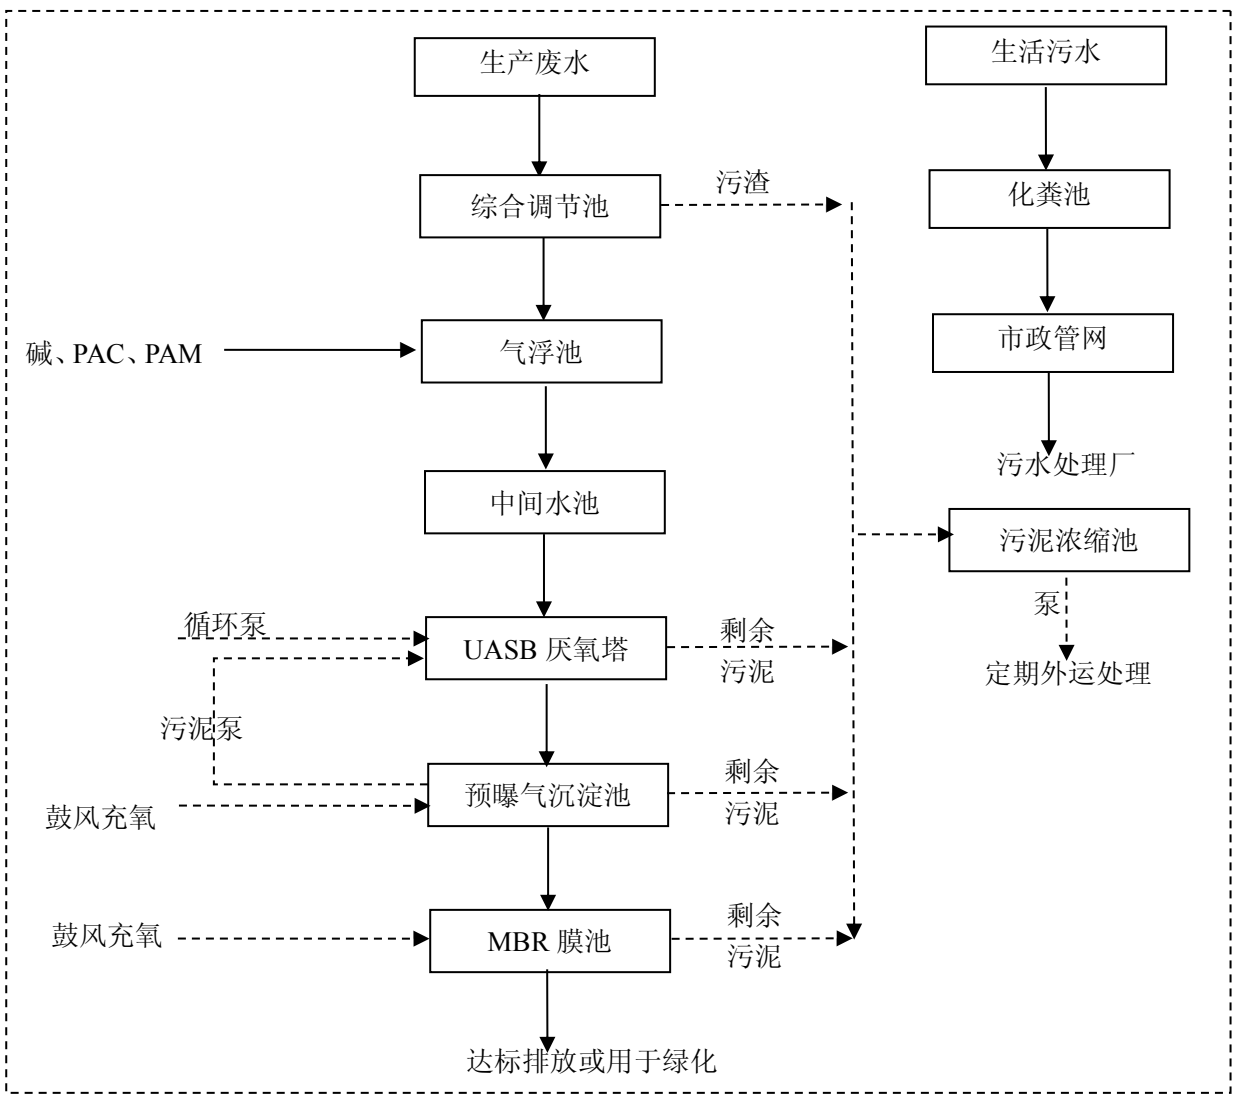 生产废水
生活污水
污渣
综合调节池
化粪池
碱、PAC、PAM
气浮池
市政管网
污水处理厂
中间水池
污泥浓缩池
泵
循环泵
UASB 厌氧塔
剩余
污泥
定期外运处理
污泥泵
预曝气沉淀池
剩余
污泥
鼓风充氧
鼓风充氧
MBR 膜池
剩余
污泥
达标排放或用于绿化